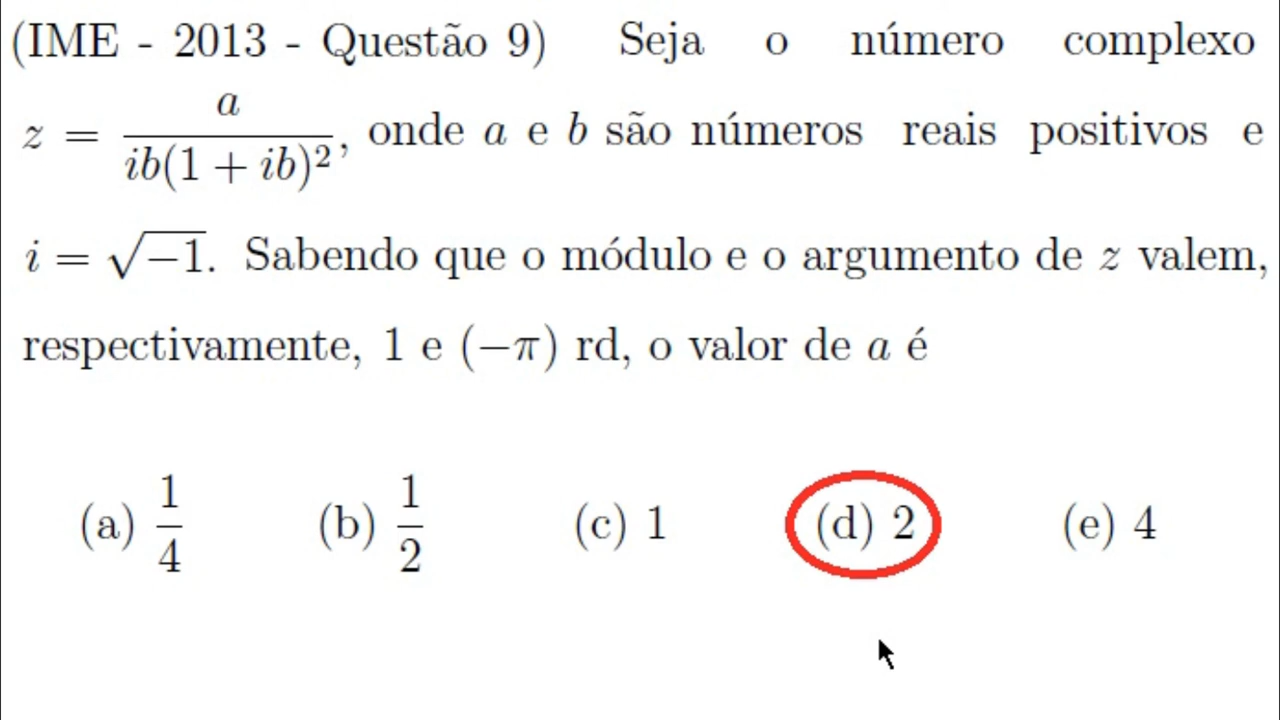 (IME - 2013 - Questão 9) Seja o número complexo
z = a/(ib(1 + ib)²), onde a e b são números reais positivos e
i = √−1. Sabendo que o módulo e o argumento de z valem,
respectivamente, 1 e (−π) rd, o valor de a é
(a) 1/4 (b) 1/2 (c) 1 (d) 2 (e) 4